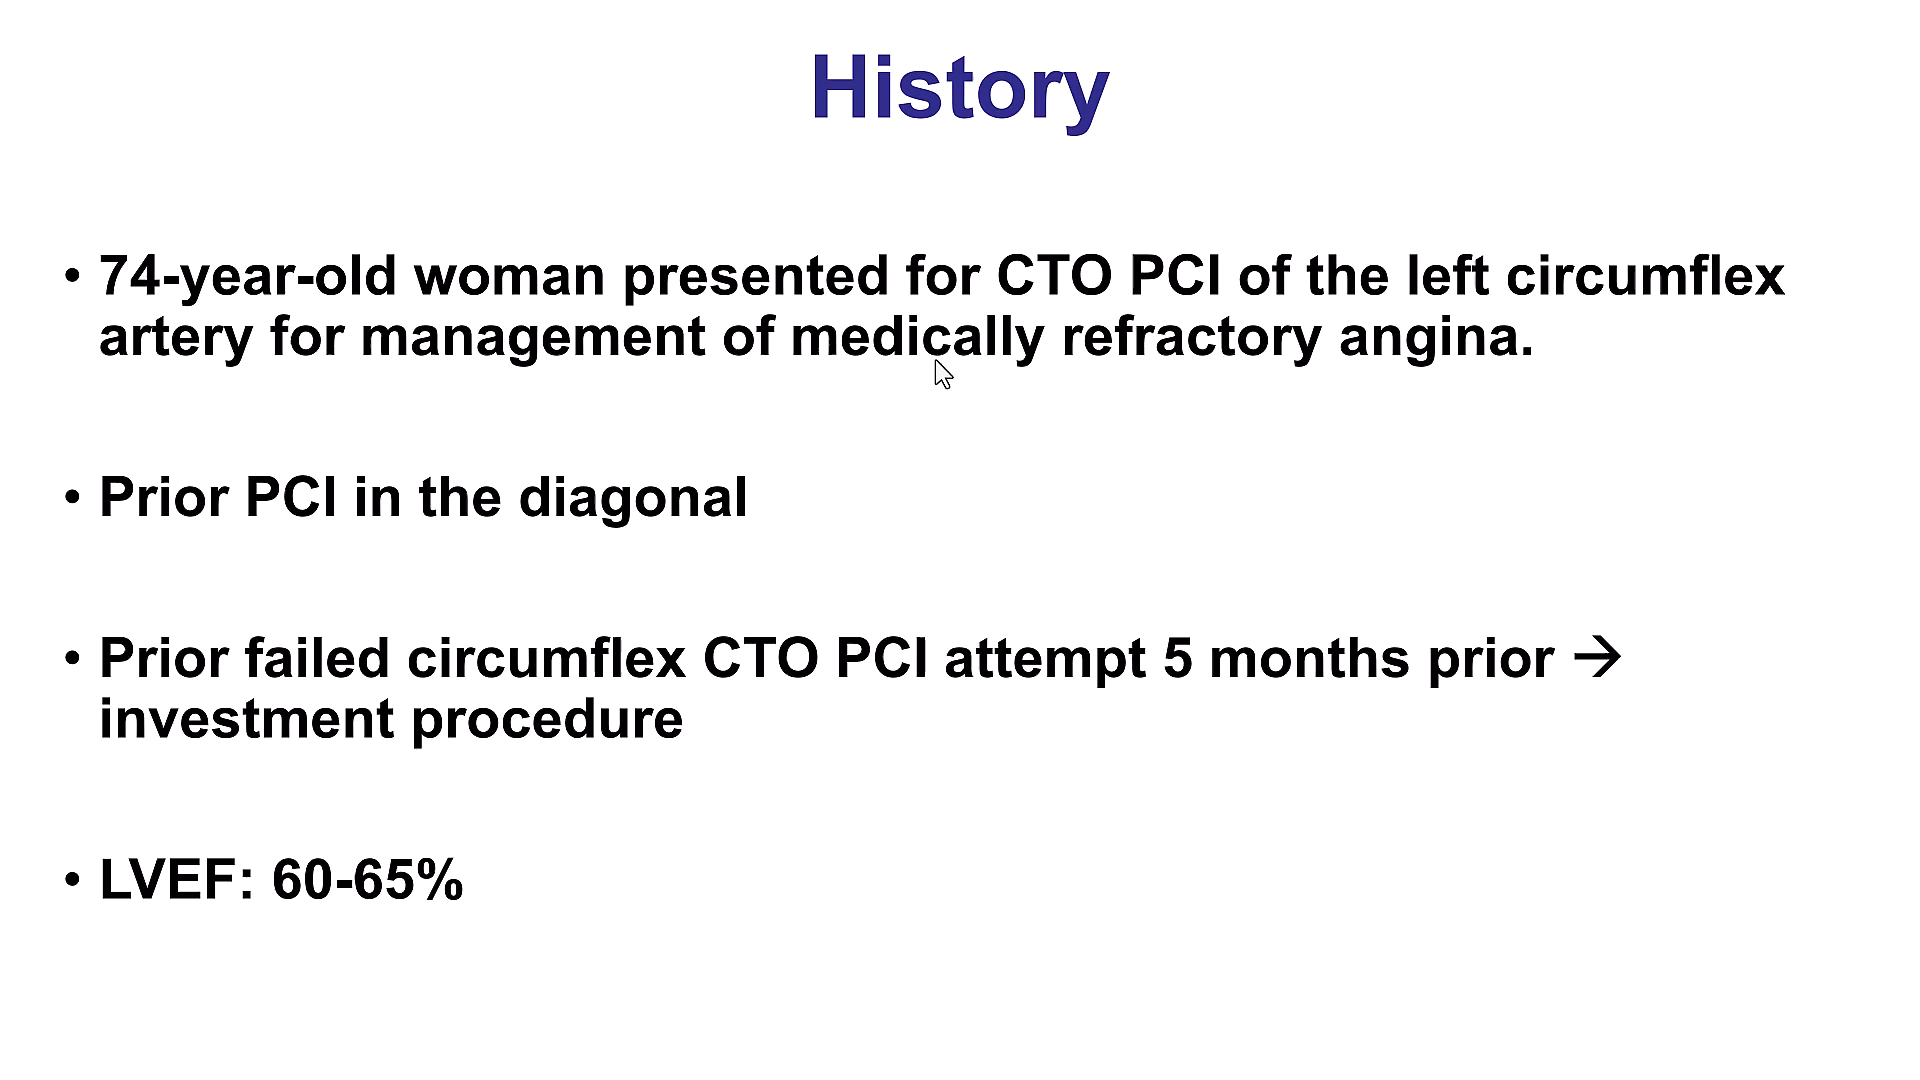 History
• 74-year-old woman presented for CTO PCI of the left circumflex
artery for management of medically refractory angina.
• Prior PCI in the diagonal
• Prior failed circumflex CTO PCI attempt 5 months prior →
investment procedure
• LVEF: 60-65%